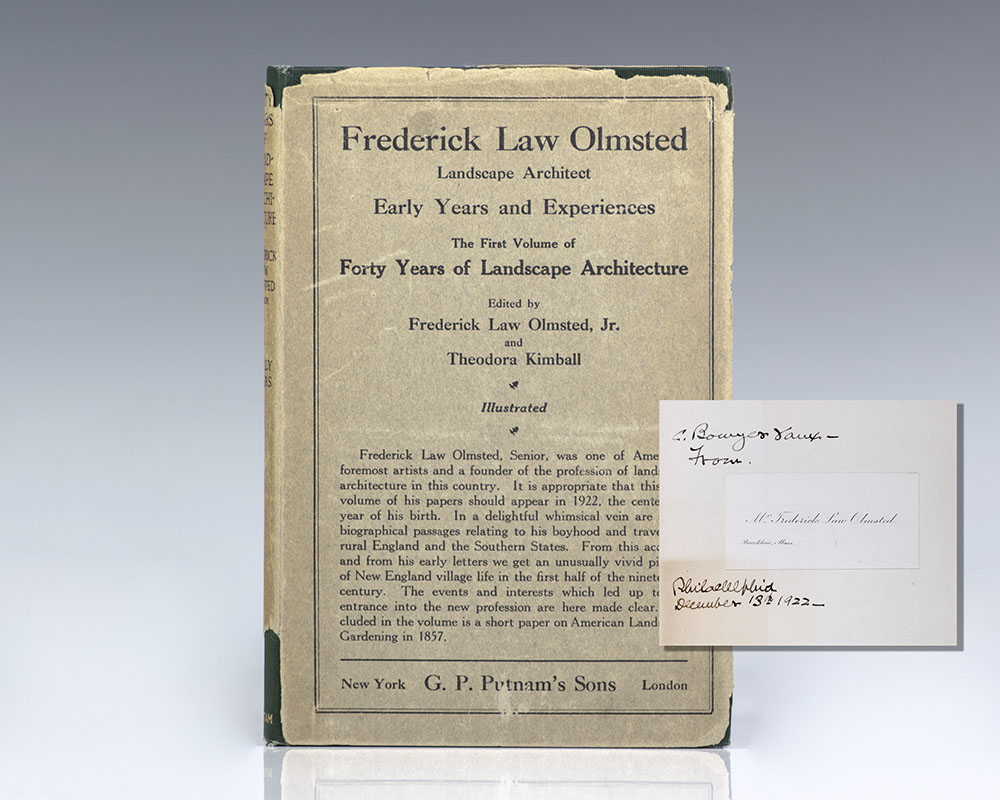 Frederick Law Olmsted
Landscape Architect
Early Years and Experiences
The First Volume of
Forty Years of Landscape Architecture
Edited by
Frederick Law Olmsted, Jr.
and
Theodora Kimball
Illustrated
Frederick Law Olmsted, Senior, was one of Ame
foremost artists and a founder of the profession of lands
architecture in this country. It is appropriate that this
volume of his papers should appear in 1922, the cente
year of his birth. In a delightful whimsical vein are
biographical passages relating to his boyhood and trave
rural England and the Southern States. From this acc
and from his early letters we get an unusually vivid pi
of New England village life in the first half of the ninete
century. The events and interests which led up to
entrance into the new profession are here made clear.
cluded in the volume is a short paper on American Lands
Gardening in 1857.
New York G. P. Putnam's Sons London
C. Bowyer Vaux—
From.
Mr. Frederick Law Olmsted.
Brookline, Mass.
Philadelphia
December 13th 1922—